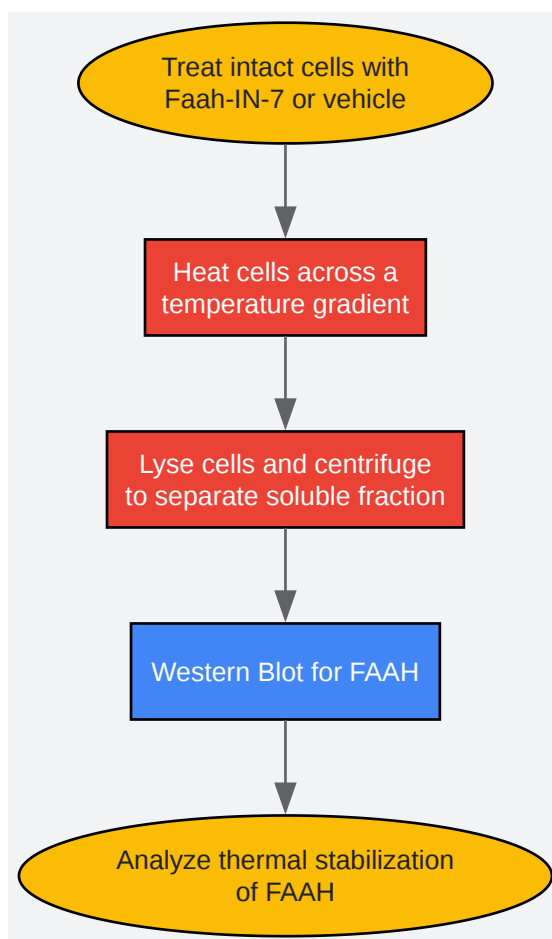 Treat intact cells with
Faah-IN-7 or vehicle
Heat cells across a
temperature gradient
Lyse cells and centrifuge
to separate soluble fraction
Western Blot for FAAH
Analyze thermal stabilization
of FAAH